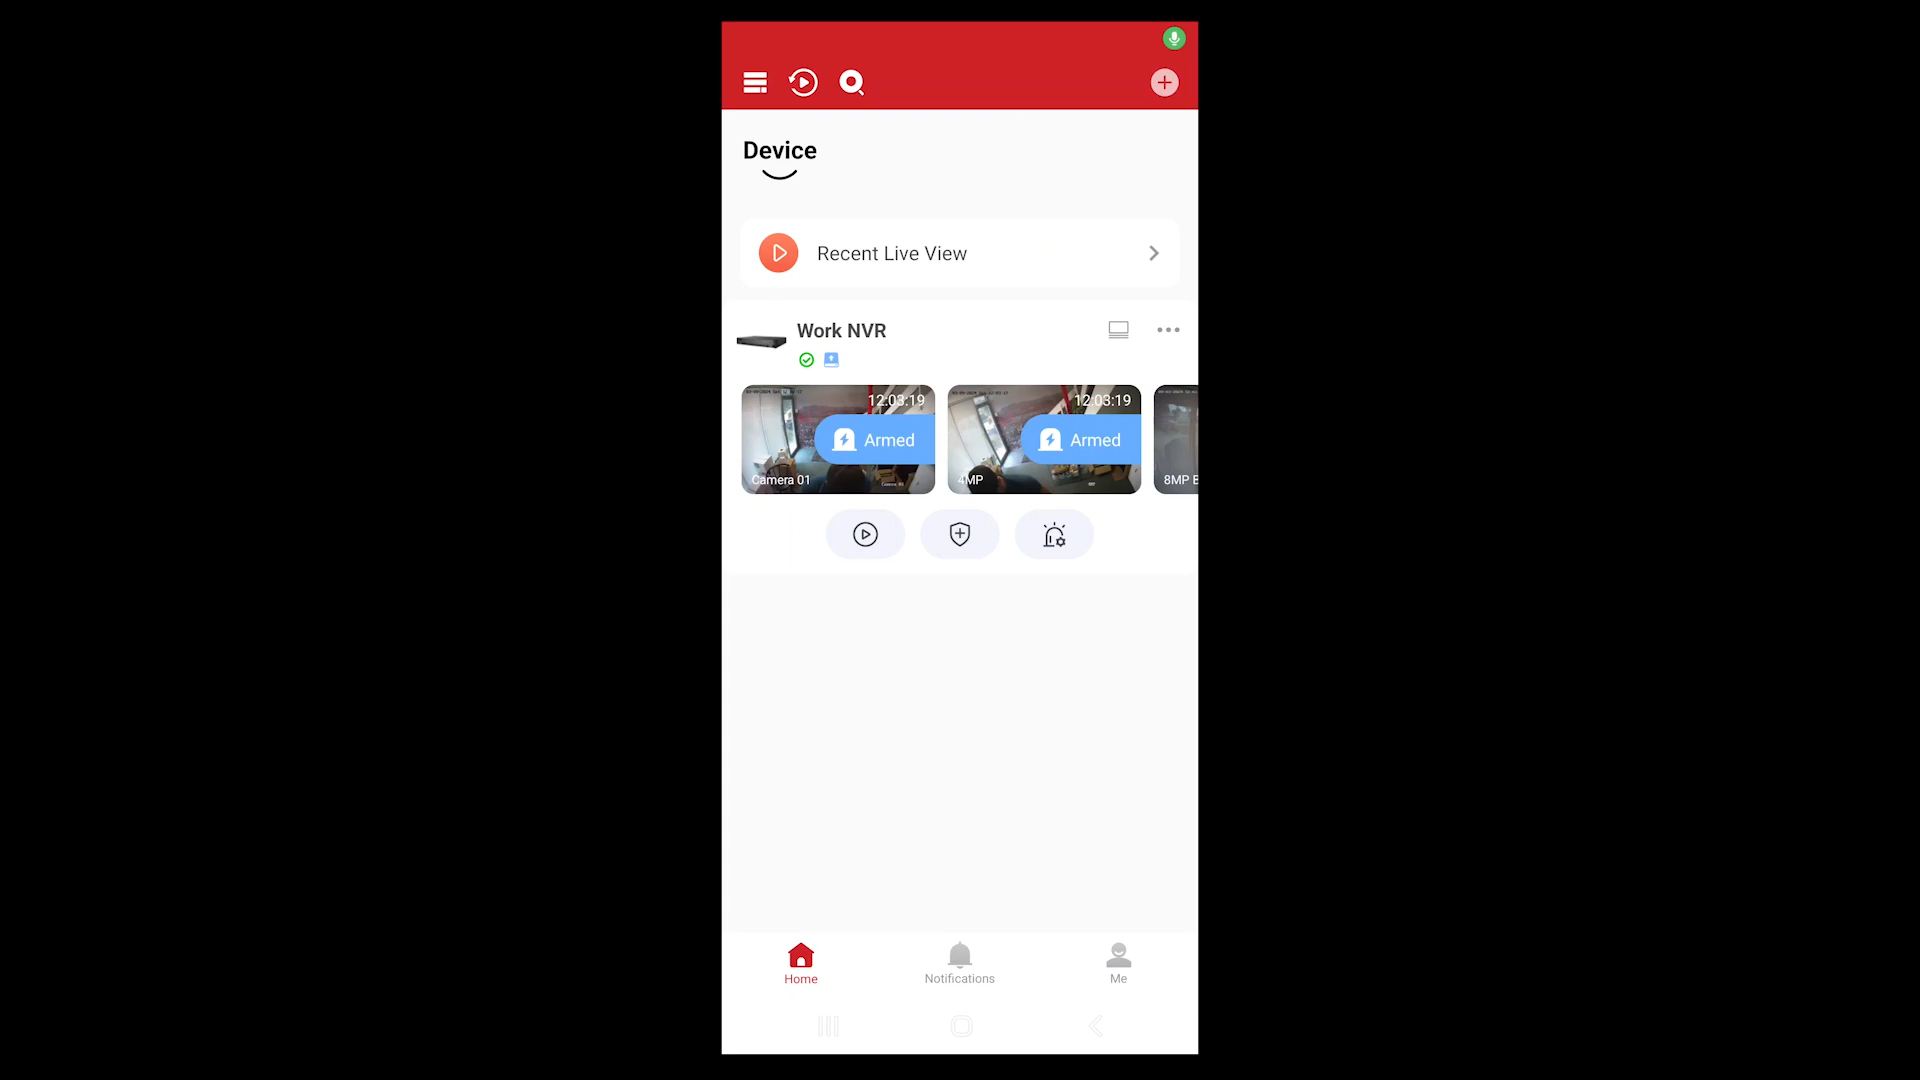 Device
Recent Live View
Work NVR
12:03:19
Armed
Camera 01
12:03:19
Armed
4MP
8MP
Home
Notifications
Me